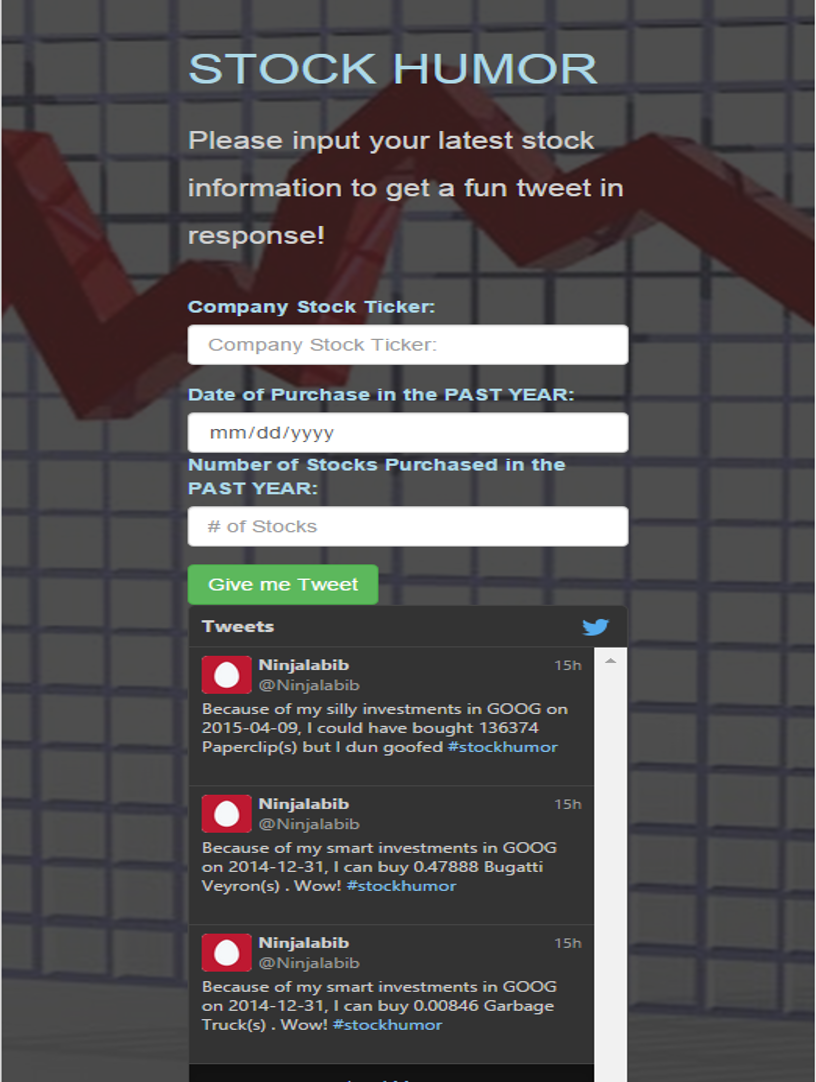 STOCK HUMOR
Please input your latest stock
information to get a fun tweet in
response!
Company Stock Ticker:
Company Stock Ticker:
Date of Purchase in the PAST YEAR:
mm/dd/yyyy
Number of Stocks Purchased in the
PAST YEAR:
# of Stocks
Give me Tweet
Tweets
Ninjalabib 15h
@Ninjalabib
Because of my silly investments in GOOG on
2015-04-09, I could have bought 136374
Paperclip(s) but I dun goofed #stockhumor
Ninjalabib 15h
@Ninjalabib
Because of my smart investments in GOOG
on 2014-12-31, I can buy 0.47888 Bugatti
Veyron(s) . Wow! #stockhumor
Ninjalabib 15h
@Ninjalabib
Because of my smart investments in GOOG
on 2014-12-31, I can buy 0.00846 Garbage
Truck(s) . Wow! #stockhumor